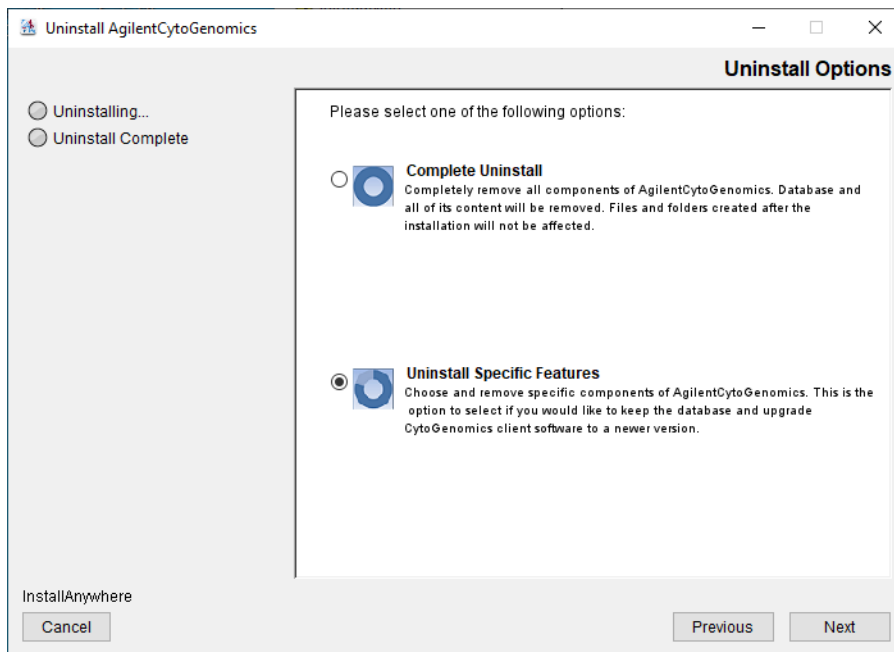 Uninstall AgilentCytoGenomics
Uninstall Options
Uninstalling...
Uninstall Complete
Please select one of the following options:
Complete Uninstall
Completely remove all components of AgilentCytoGenomics. Database and
all of its content will be removed. Files and folders created after the
installation will not be affected.
Uninstall Specific Features
Choose and remove specific components of AgilentCytoGenomics. This is the
option to select if you would like to keep the database and upgrade
CytoGenomics client software to a newer version.
InstallAnywhere
Cancel
Previous
Next